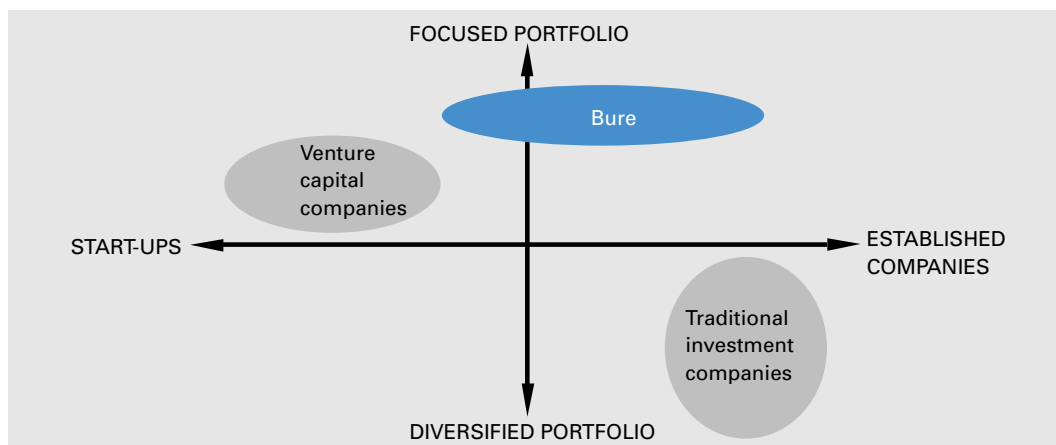 FOCUSED PORTFOLIO
Bure
Venture
capital
companies
START-UPS
ESTABLISHED
COMPANIES
Traditional
investment
companies
DIVERSIFIED PORTFOLIO